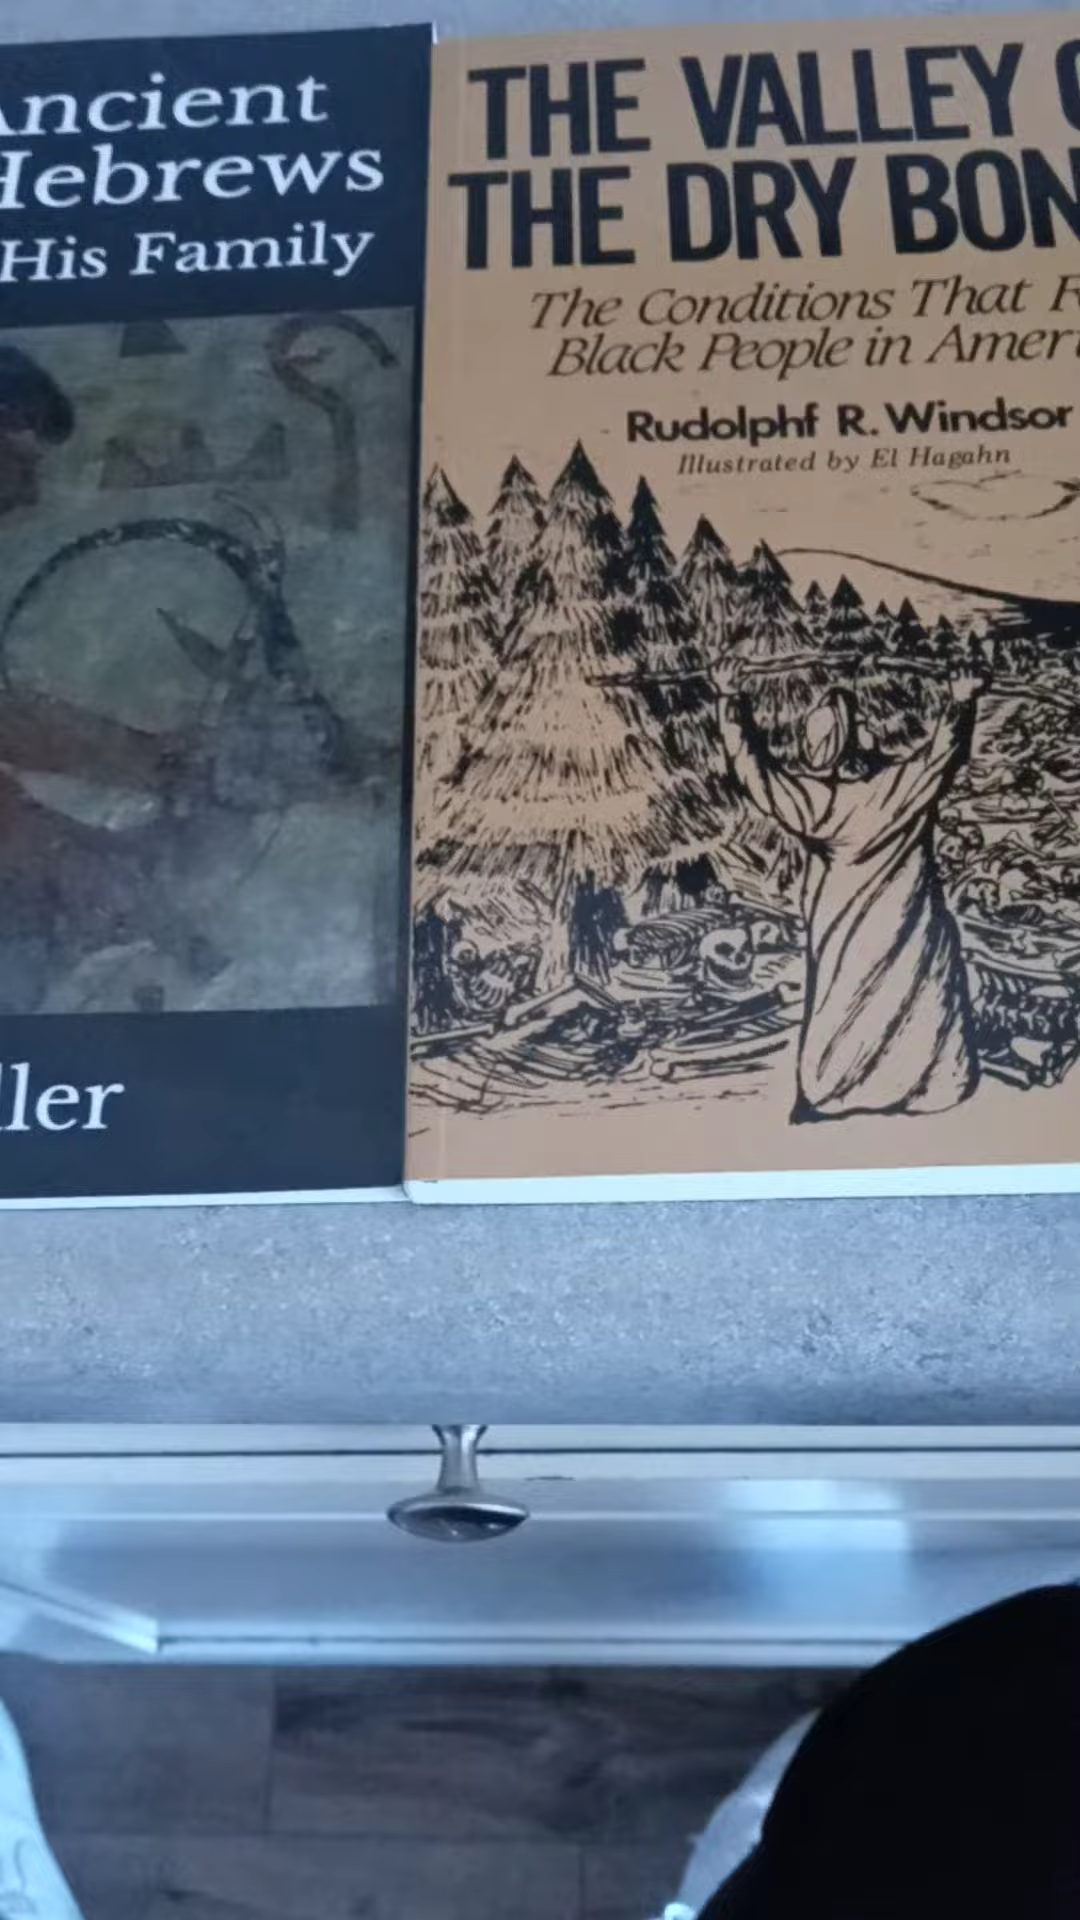 Ancient
Hebrews
His Family
ller
THE VALLEY O
THE DRY BON
The Conditions That F
Black People in Amer
Rudolphf R. Windsor
Illustrated by El Hagahn